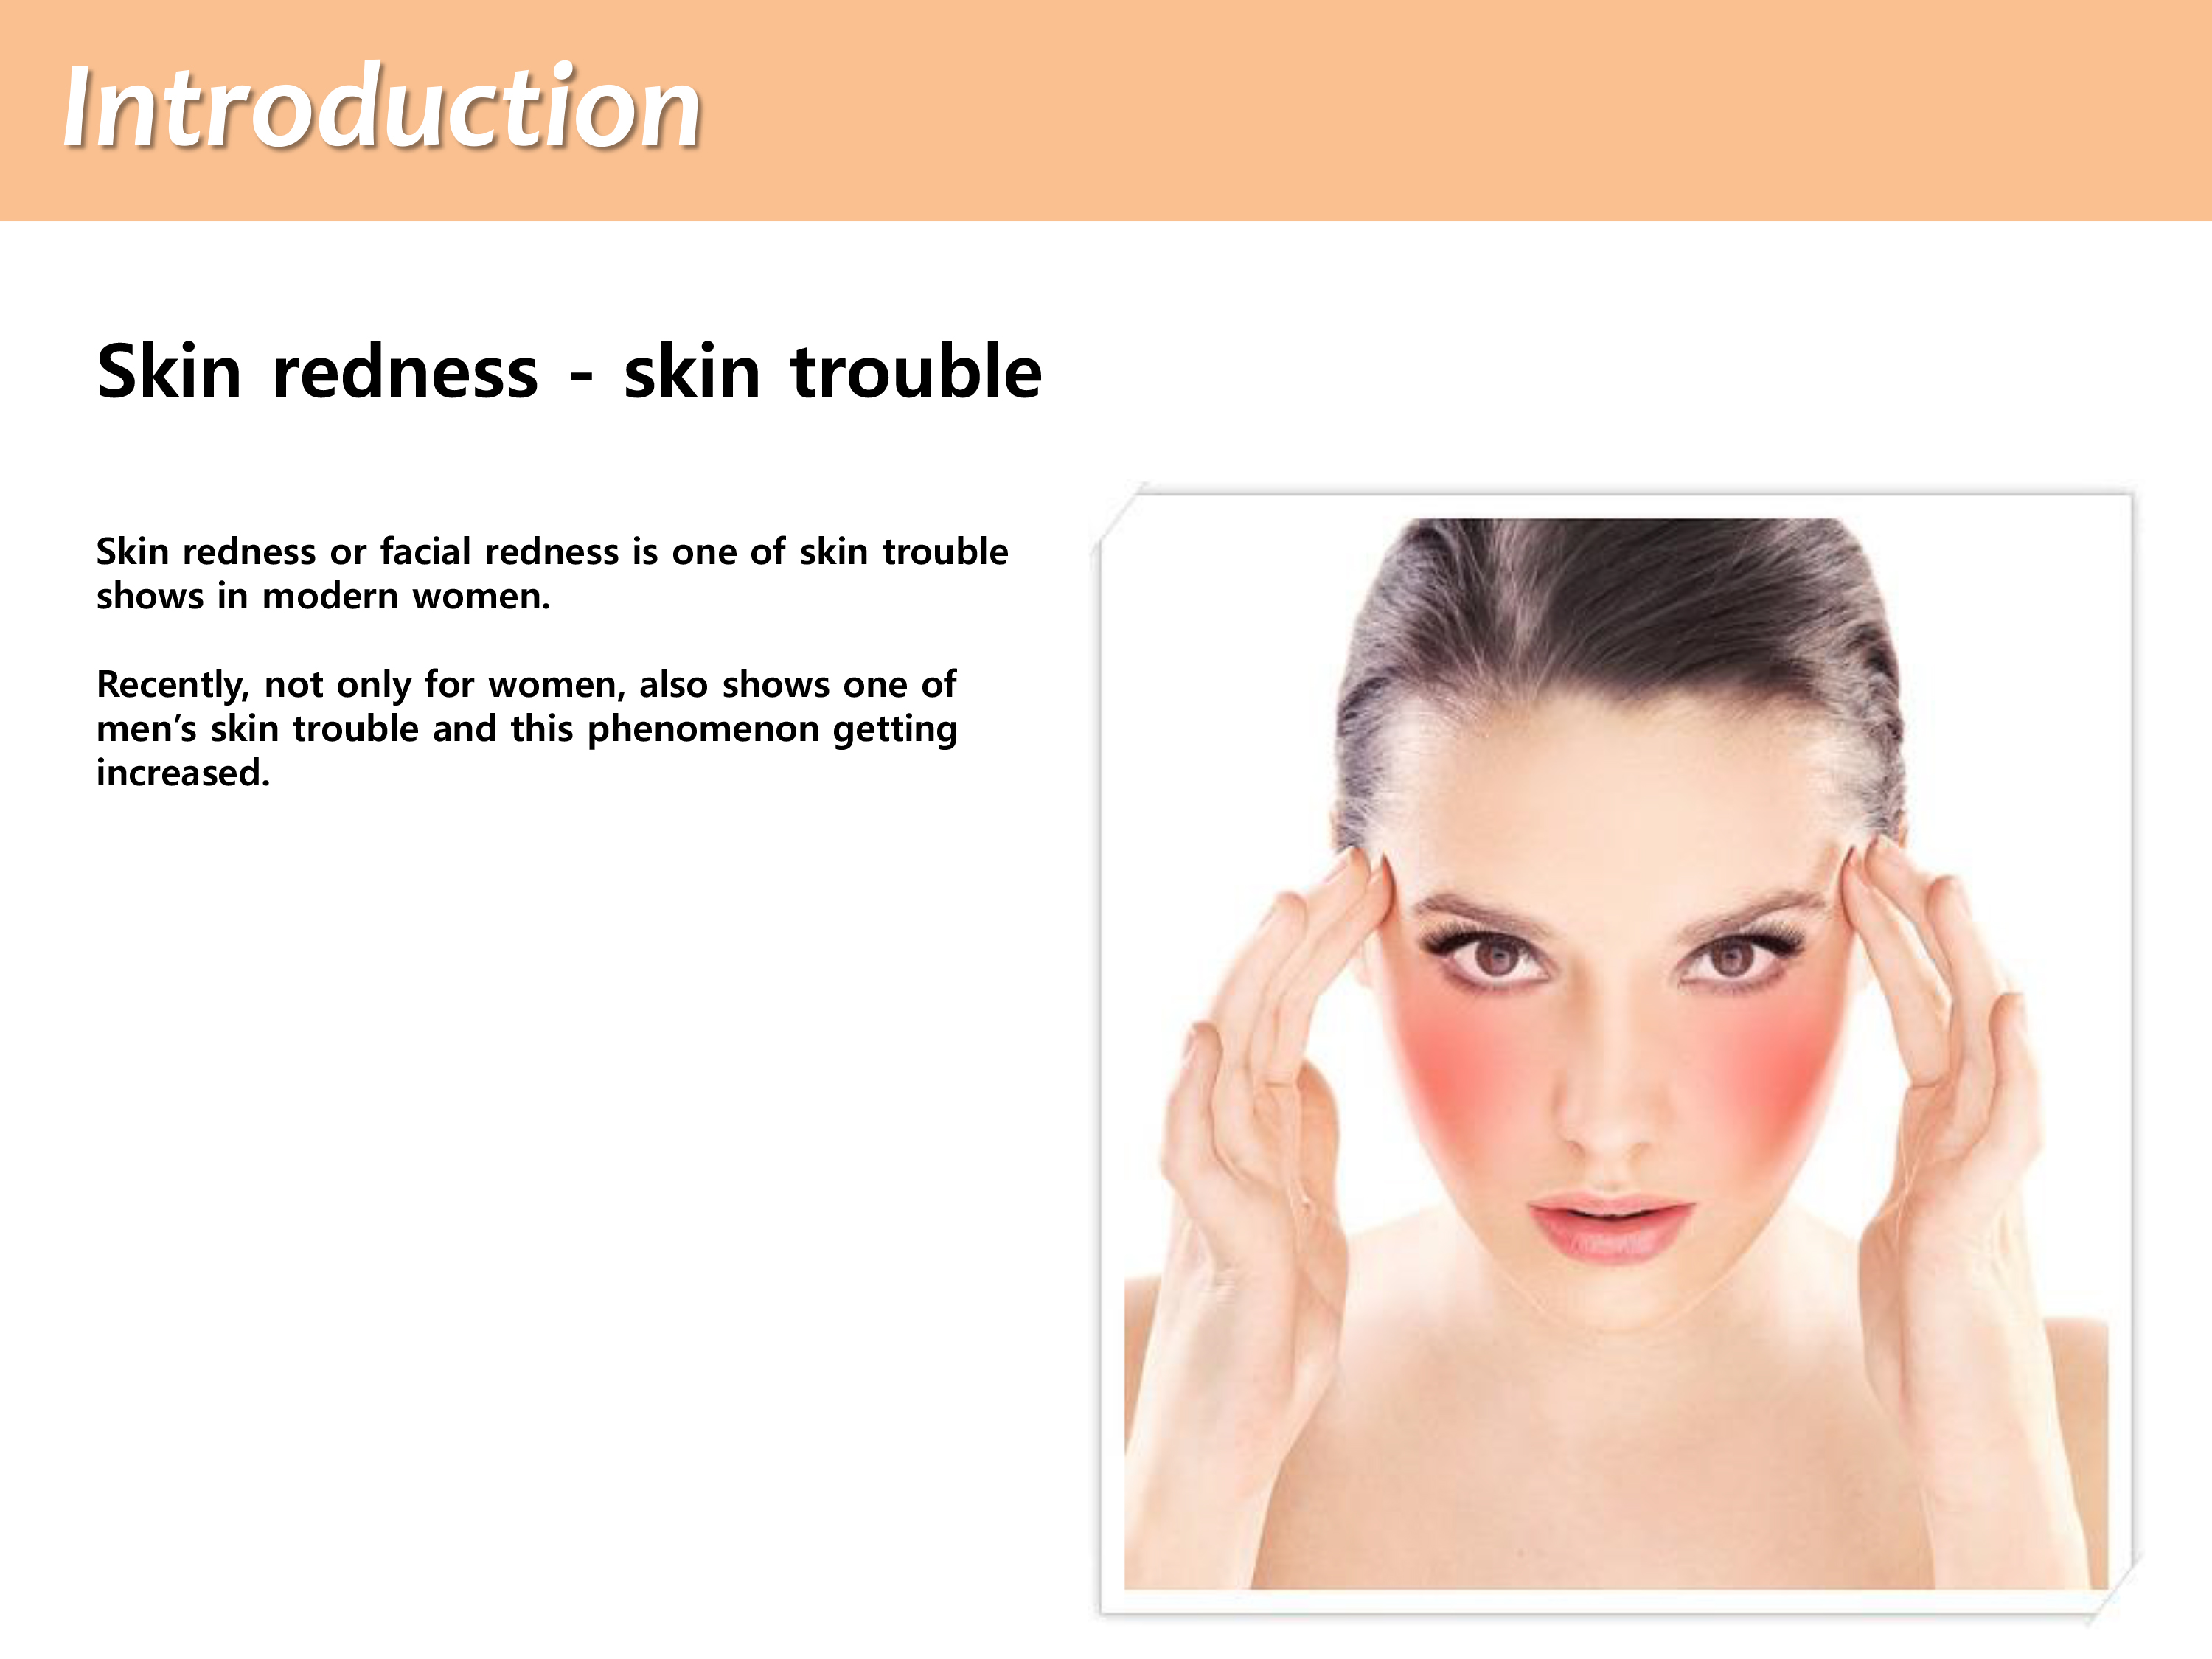 Introduction
Skin redness - skin trouble
Skin redness or facial redness is one of skin trouble
shows in modern women.
Recently, not only for women, also shows one of
men’s skin trouble and this phenomenon getting
increased.